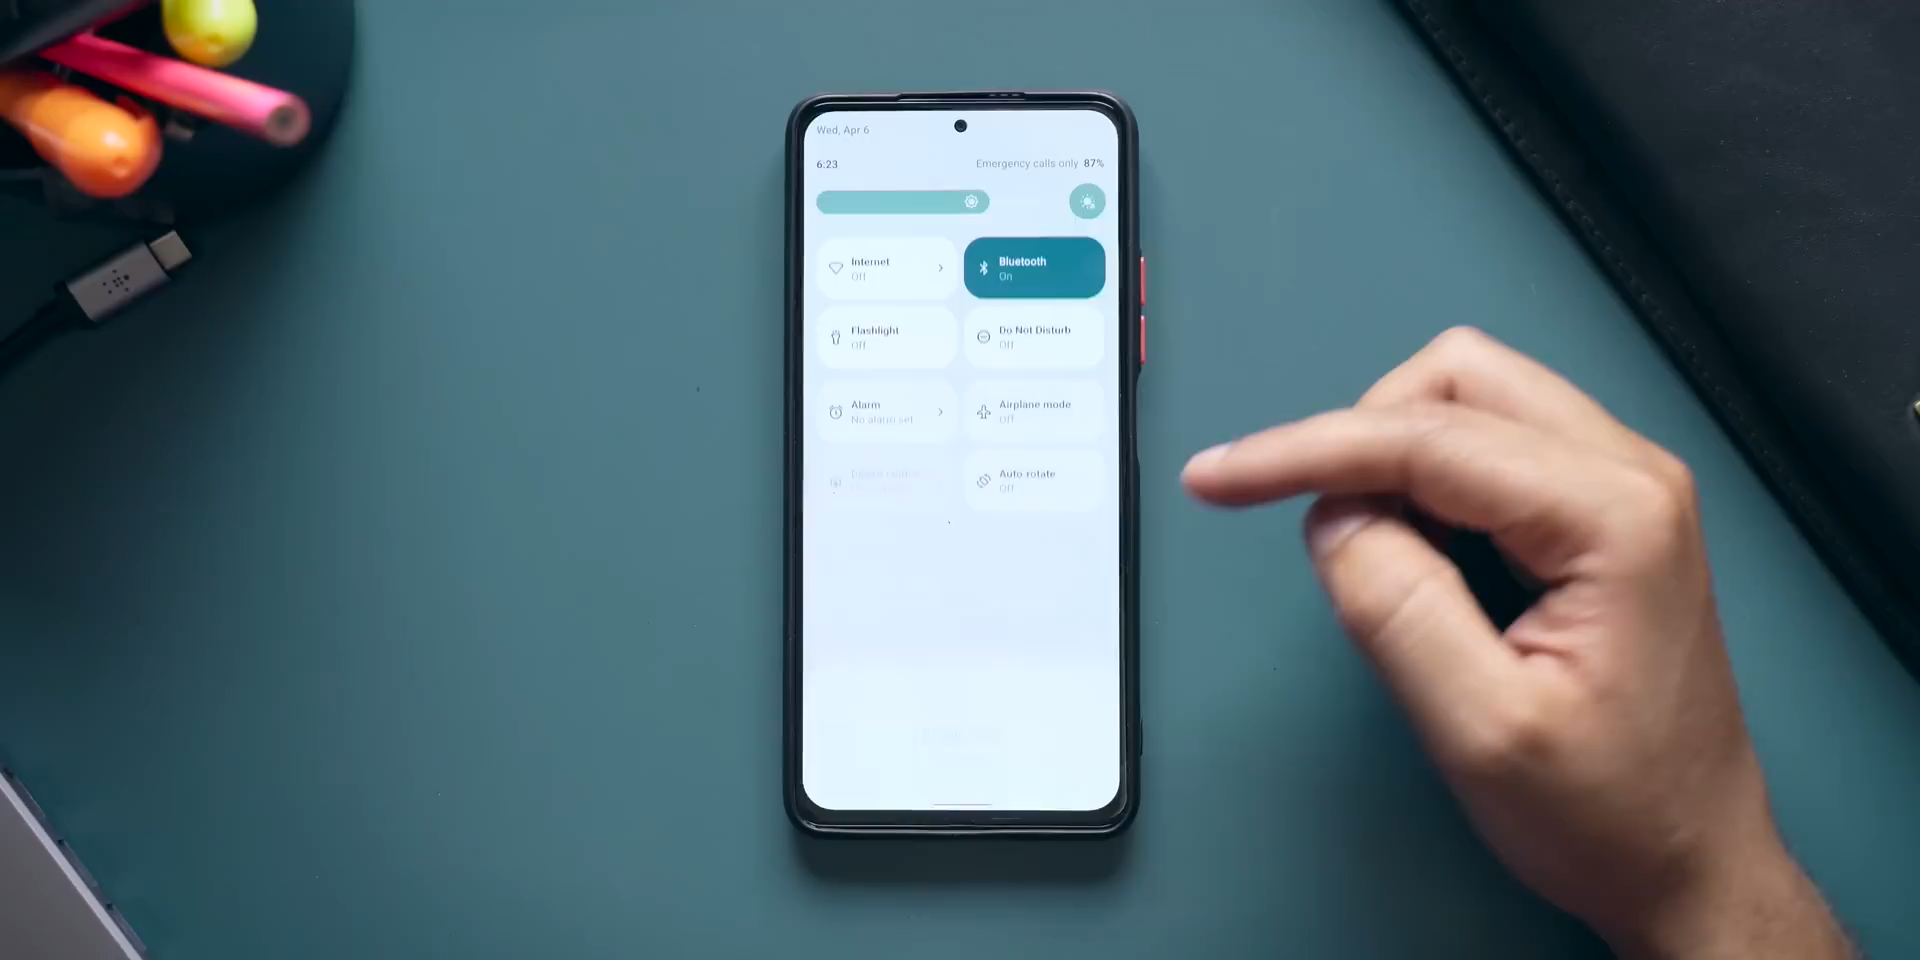 Wed, Apr 6
6:23
Emergency calls only 87%
Internet
Off
Bluetooth
On
Flashlight
Off
Do Not Disturb
Off
Alarm
No alarm set
Airplane mode
Off
Auto rotate
Off